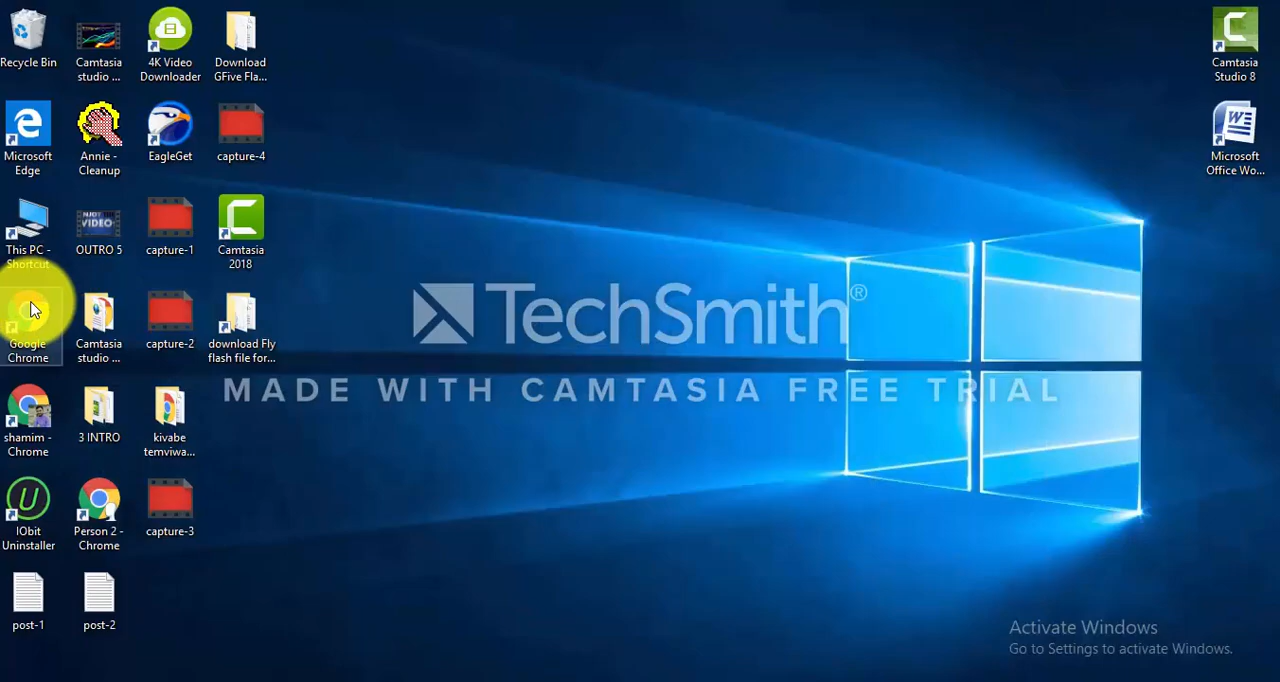 Recycle Bin
Camtasia
studio ...
4K Video
Downloader
Download
GFive Fla...
Camtasia
Studio 8
Microsoft
Edge
Annie -
Cleanup
EagleGet
capture-4
Microsoft
Office Wo...
This PC -
Shortcut
NJOY THE
VIDEO
OUTRO 5
capture-1
Camtasia
2018
TechSmith®
MADE WITH CAMTASIA FREE TRIAL
Google
Chrome
Camtasia
studio ...
capture-2
download Fly
flash file for...
shamim -
Chrome
3 INTRO
kivabe
temviwa...
IObit
Uninstaller
Person 2 -
Chrome
capture-3
post-1
post-2
Activate Windows
Go to Settings to activate Windows.